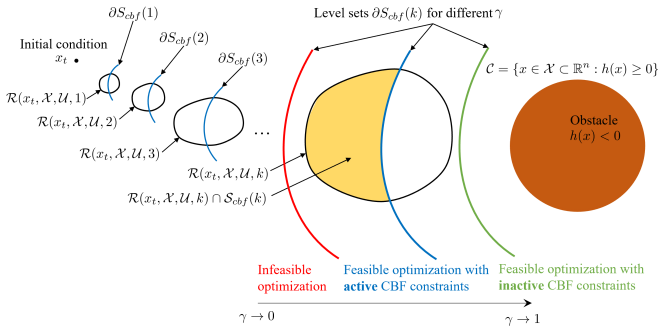 ∂S_cbf(1)
Level sets ∂S_cbf(k) for different γ
Initial condition
x_t
∂S_cbf(2)
∂S_cbf(3)
C = {x ∈ X ⊂ ℝⁿ : h(x) ≥ 0}
R(x_t, X, U, 1)
R(x_t, X, U, 2)
R(x_t, X, U, 3)
...
Obstacle
h(x) < 0
R(x_t, X, U, k)
R(x_t, X, U, k) ∩ S_cbf(k)
Infeasible
optimization
Feasible optimization with
active CBF constraints
Feasible optimization with
inactive CBF constraints
γ → 0
γ → 1